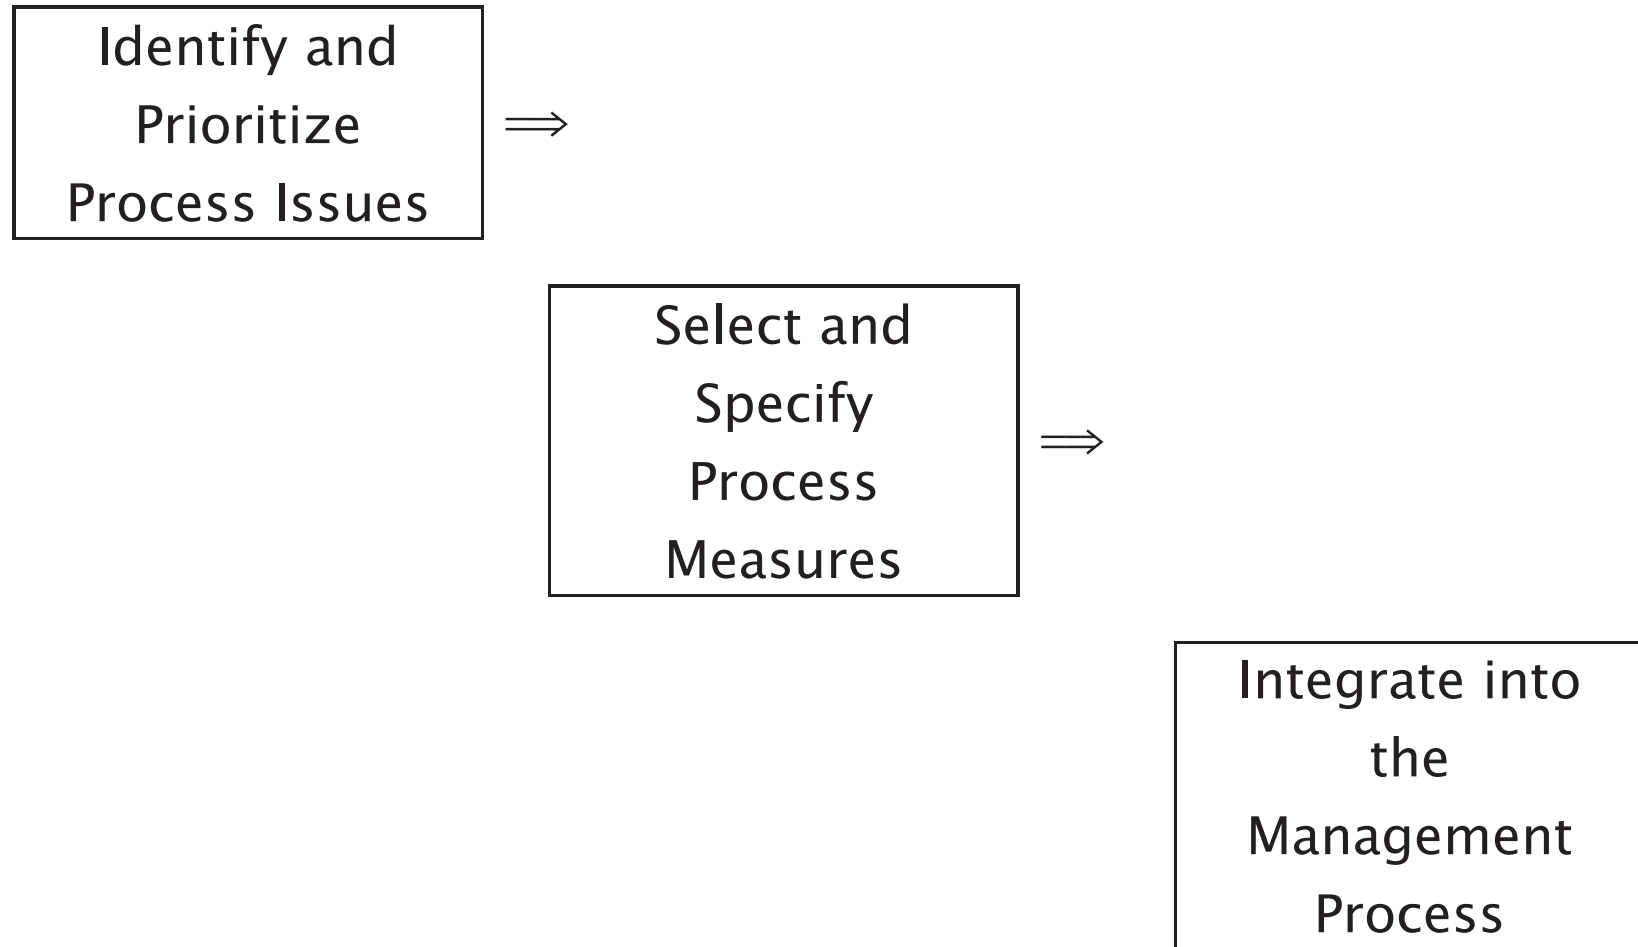 Identify and
Prioritize
Process Issues
⇒
Select and
Specify
Process
Measures
⇒
Integrate into
the
Management
Process